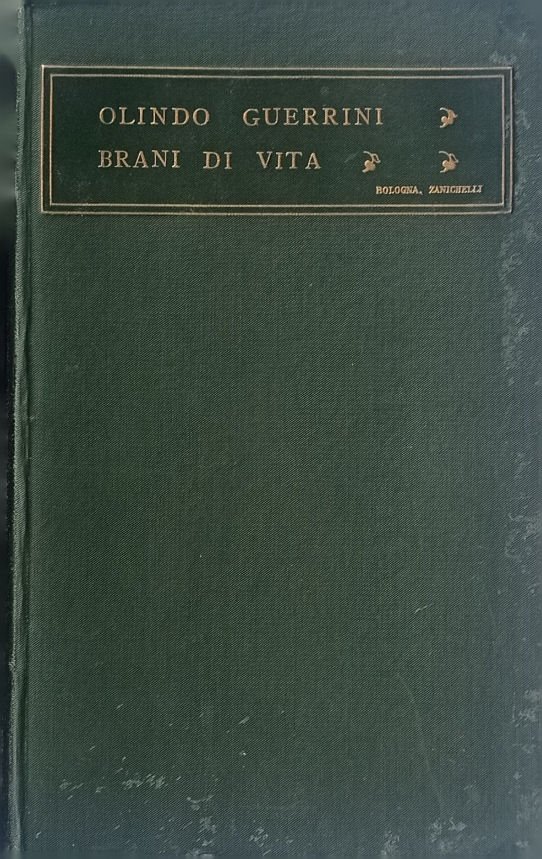 OLINDO GUERRINI
BRANI DI VITA
BOLOGNA, ZANICHELLI